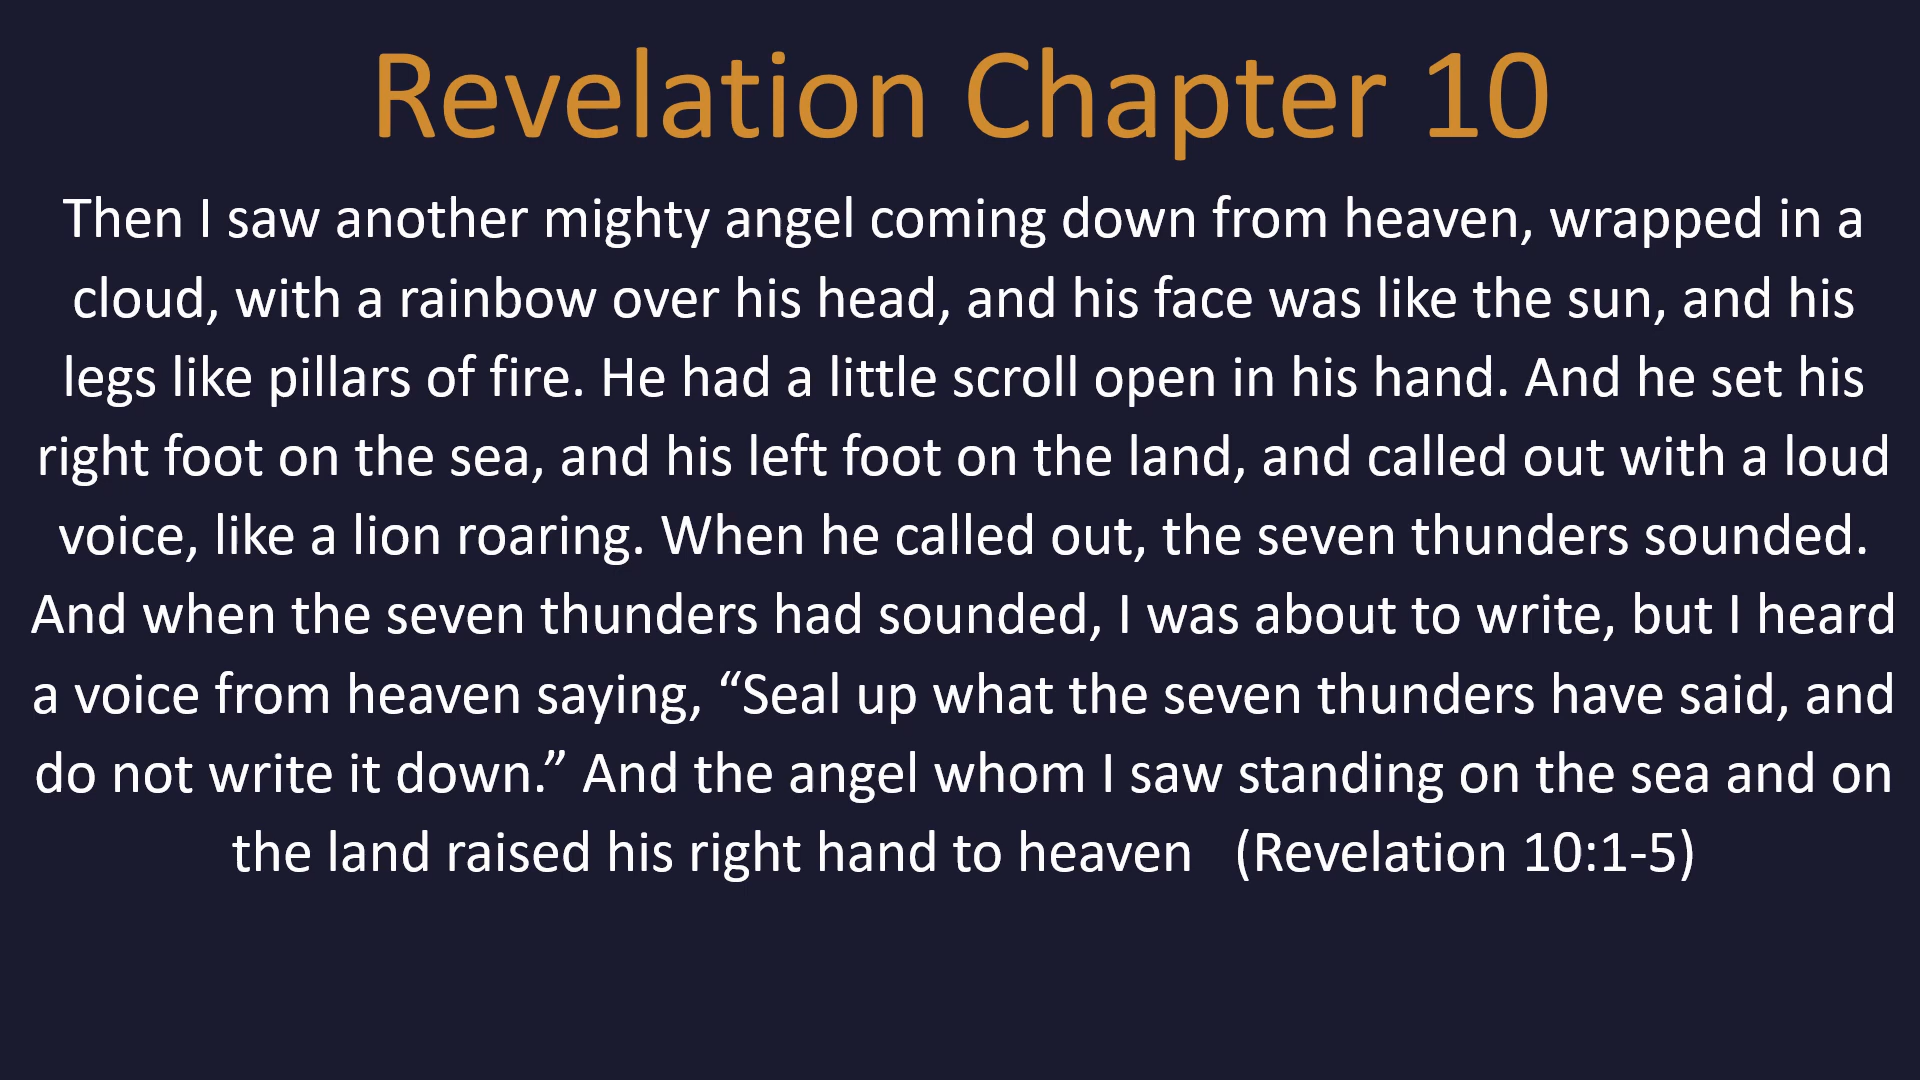 Revelation Chapter 10
Then I saw another mighty angel coming down from heaven, wrapped in a
cloud, with a rainbow over his head, and his face was like the sun, and his
legs like pillars of fire. He had a little scroll open in his hand. And he set his
right foot on the sea, and his left foot on the land, and called out with a loud
voice, like a lion roaring. When he called out, the seven thunders sounded.
And when the seven thunders had sounded, I was about to write, but I heard
a voice from heaven saying, “Seal up what the seven thunders have said, and
do not write it down.” And the angel whom I saw standing on the sea and on
the land raised his right hand to heaven   (Revelation 10:1-5)